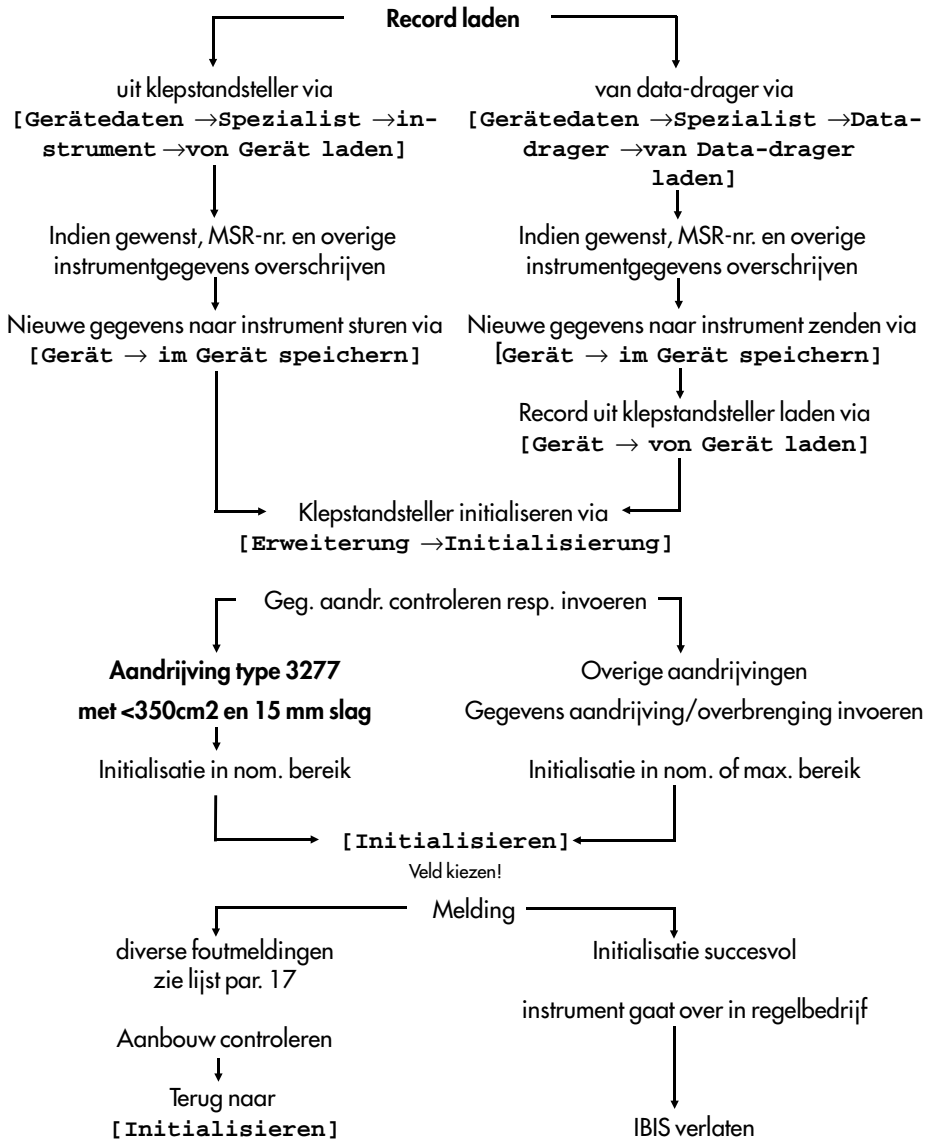 Record laden
uit klepstandsteller via
[Gerätedaten →Spezialist →in-
strument →von Gerät laden]
Indien gewenst, MSR-nr. en overige
instrumentgegevens overschrijven
Nieuwe gegevens naar instrument sturen via
[Gerät → im Gerät speichern]
van data-drager via
[Gerätedaten →Spezialist →Data-
drager →van Data-drager
laden]
Indien gewenst, MSR-nr. en overige
instrumentgegevens overschrijven
Nieuwe gegevens naar instrument zenden via
[Gerät → im Gerät speichern]
Record uit klepstandsteller laden via
[Gerät → von Gerät laden]
Klepstandsteller initialiseren via
[Erweiterung →Initialisierung]
Geg. aandr. controleren resp. invoeren
Aandrijving type 3277
met <350cm2 en 15 mm slag
Initialisatie in nom. bereik
Overige aandrijvingen
Gegevens aandrijving/overbrenging invoeren
Initialisatie in nom. of max. bereik
[Initialisieren]
Veld kiezen!
Melding
diverse foutmeldingen
zie lijst par. 17
Aanbouw controleren
Terug naar
[Initialisieren]
Initialisatie succesvol
instrument gaat over in regelbedrijf
IBIS verlaten